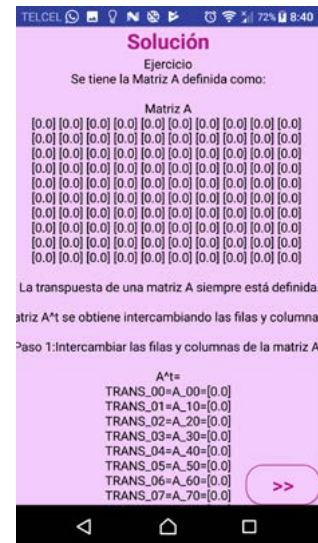 TELCEL 72% 8:40
Solución
Ejercicio
Se tiene la Matriz A definida como:
Matriz A
[0.0] [0.0] [0.0] [0.0] [0.0] [0.0] [0.0] [0.0] [0.0] [0.0]
[0.0] [0.0] [0.0] [0.0] [0.0] [0.0] [0.0] [0.0] [0.0] [0.0]
[0.0] [0.0] [0.0] [0.0] [0.0] [0.0] [0.0] [0.0] [0.0] [0.0]
[0.0] [0.0] [0.0] [0.0] [0.0] [0.0] [0.0] [0.0] [0.0] [0.0]
[0.0] [0.0] [0.0] [0.0] [0.0] [0.0] [0.0] [0.0] [0.0] [0.0]
[0.0] [0.0] [0.0] [0.0] [0.0] [0.0] [0.0] [0.0] [0.0] [0.0]
[0.0] [0.0] [0.0] [0.0] [0.0] [0.0] [0.0] [0.0] [0.0] [0.0]
[0.0] [0.0] [0.0] [0.0] [0.0] [0.0] [0.0] [0.0] [0.0] [0.0]
[0.0] [0.0] [0.0] [0.0] [0.0] [0.0] [0.0] [0.0] [0.0] [0.0]
[0.0] [0.0] [0.0] [0.0] [0.0] [0.0] [0.0] [0.0] [0.0] [0.0]
La transpuesta de una matriz A siempre está definida.
atriz A^t se obtiene intercambiando las filas y columna
Paso 1:Intercambiar las filas y columnas de la matriz A
A^t=
TRANS_00=A_00=[0.0]
TRANS_01=A_10=[0.0]
TRANS_02=A_20=[0.0]
TRANS_03=A_30=[0.0]
TRANS_04=A_40=[0.0]
TRANS_05=A_50=[0.0]
TRANS_06=A_60=[0.0]
TRANS_07=A_70=[0.0]
>>